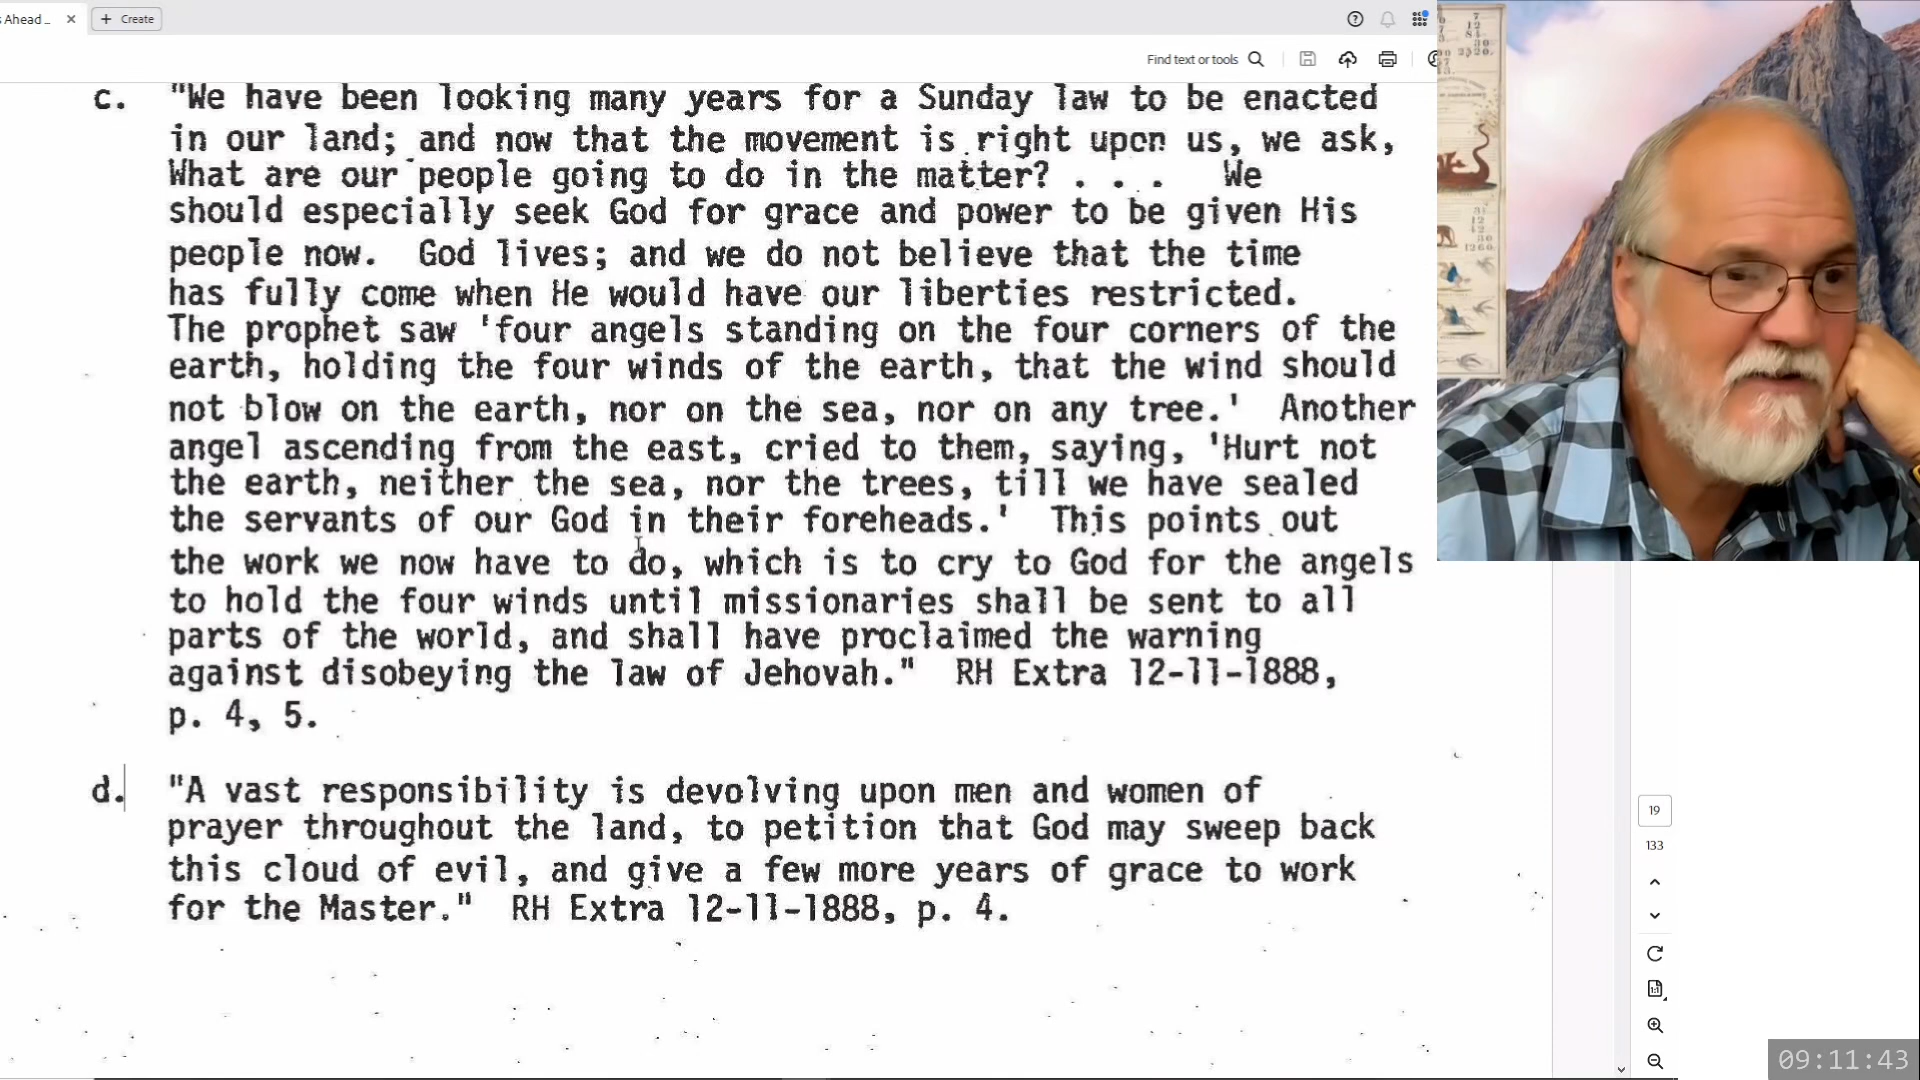 s Ahead ...
Create
Find text or tools
c. "We have been looking many years for a Sunday law to be enacted
in our land; and now that the movement is right upon us, we ask,
What are our people going to do in the matter? . . . We
should especially seek God for grace and power to be given His
people now. God lives; and we do not believe that the time
has fully come when He would have our liberties restricted.
The prophet saw 'four angels standing on the four corners of the
earth, holding the four winds of the earth, that the wind should
not blow on the earth, nor on the sea, nor on any tree.' Another
angel ascending from the east, cried to them, saying, 'Hurt not
the earth, neither the sea, nor the trees, till we have sealed
the servants of our God in their foreheads.' This points out
the work we now have to do, which is to cry to God for the angels
to hold the four winds until missionaries shall be sent to all
parts of the world, and shall have proclaimed the warning
against disobeying the law of Jehovah." RH Extra 12-11-1888,
p. 4, 5.
d. "A vast responsibility is devolving upon men and women of
prayer throughout the land, to petition that God may sweep back
this cloud of evil, and give a few more years of grace to work
for the Master." RH Extra 12-11-1888, p. 4.
19
133
7
12
84
30
2520.
1260
09:11:43